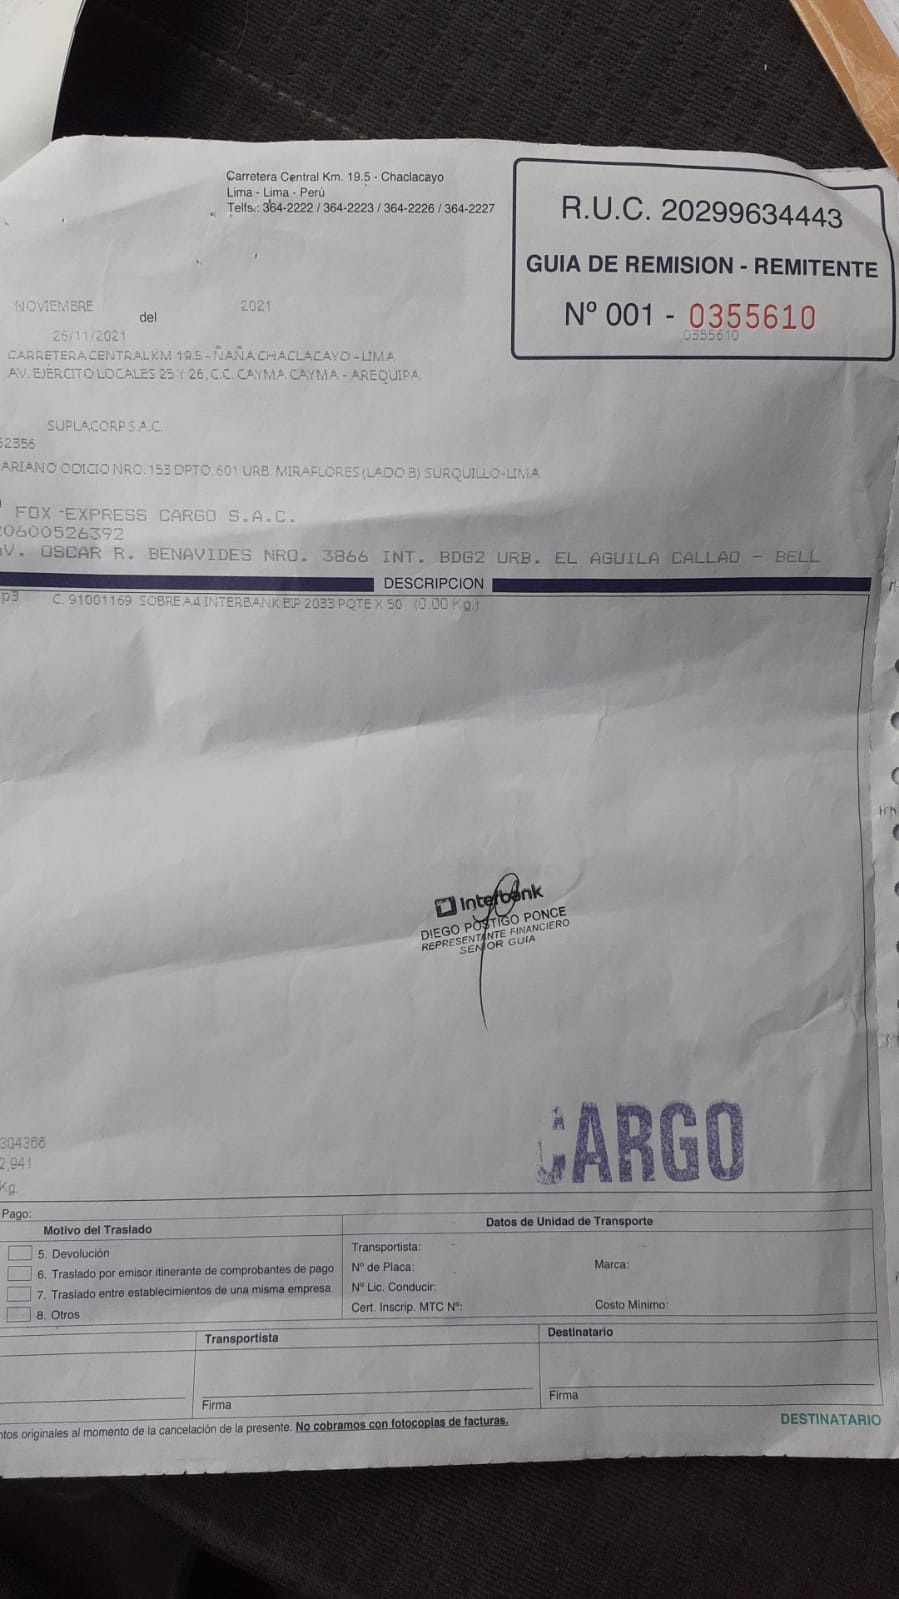 Carretera Central Km. 19.5 - Chaclacayo
Lima - Lima - Perú
Telfs.: 364-2222 / 364-2223 / 364-2226 / 364-2227
R.U.C. 20299634443
GUIA DE REMISION - REMITENTE
Nº 001 - 0355610
0355610
NOVIEMBRE del 2021
26/11/2021
CARRETERA CENTRAL KM 19.5 - ÑAÑA CHACLACAYO - LIMA
AV. EJÉRCITO LOCALES 25 Y 26, C.C. CAYMA, CAYMA - AREQUIPA
SUPLACORP S.A.C.
62356
ARIANO ODICIO NRO. 153 DPTO. 601 URB. MIRAFLORES (LADO B) SURQUILLO-LIMA
FOX -EXPRESS CARGO S.A.C.
20600526392
AV. OSCAR R. BENAVIDES NRO. 3866 INT. BDG2 URB. EL AGUILA CALLAO - BELL
DESCRIPCION
C. 91001169 SOBRE A4 INTERBANK BIP 2033 PQTE X 50 (0.00 Kg.)
Interbank
DIEGO POSTIGO PONCE
REPRESENTANTE FINANCIERO
SENIOR GUIA
CARGO
304366
2,941
Kg.
Pago:
Motivo del Traslado
5. Devolución
6. Traslado por emisor itinerante de comprobantes de pago
7. Traslado entre establecimientos de una misma empresa
8. Otros
Datos de Unidad de Transporte
Transportista:
Nº de Placa: Marca:
Nº Lic. Conducir:
Cert. Inscrip. MTC Nº: Costo Minimo:
Transportista
Firma
Destinatario
Firma
ntos originales al momento de la cancelación de la presente. No cobramos con fotocopias de facturas.
DESTINATARIO